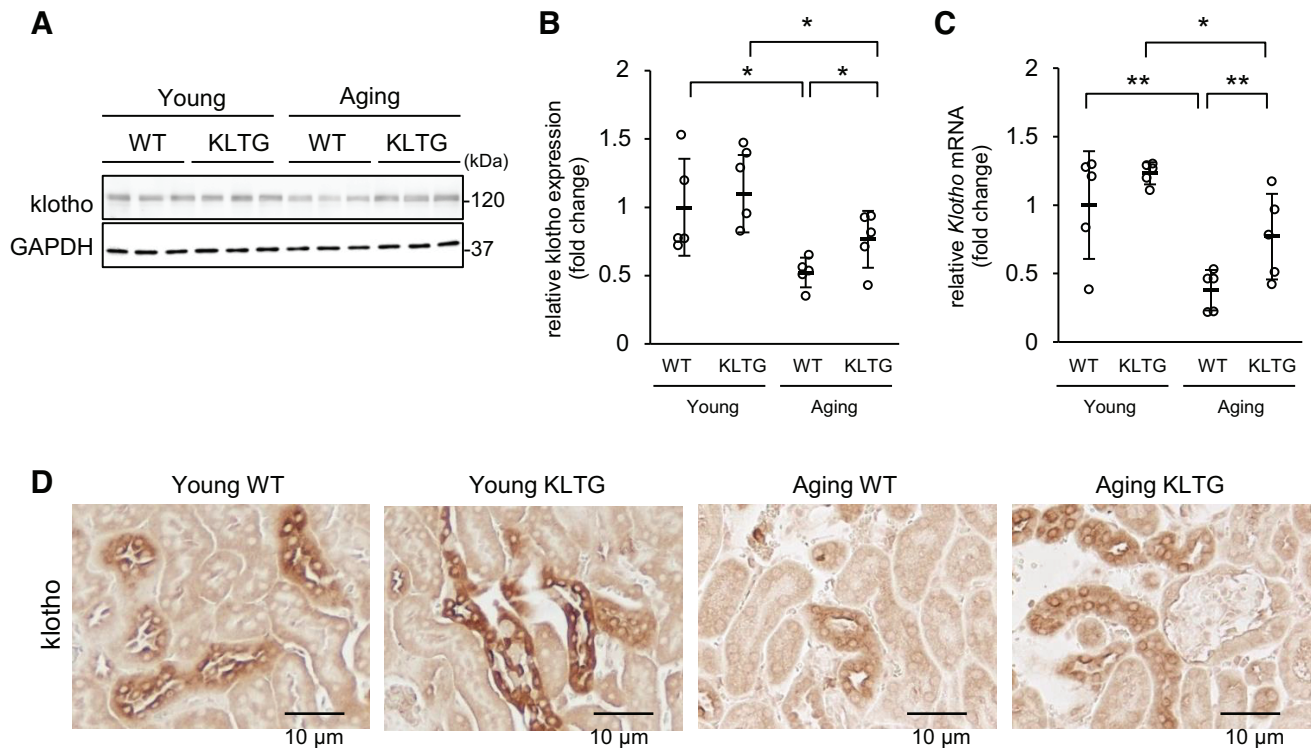 A
Young Aging
WT KLTG WT KLTG (kDa)
klotho -120
GAPDH -37
B
relative klotho expression
(fold change)
2
1.5
1
0.5
0
* * *
WT KLTG WT KLTG
Young Aging
C
relative Klotho mRNA
(fold change)
2
1.5
1
0.5
0
* ** **
WT KLTG WT KLTG
Young Aging
D
Young WT Young KLTG Aging WT Aging KLTG
klotho
10 μm 10 μm 10 μm 10 μm